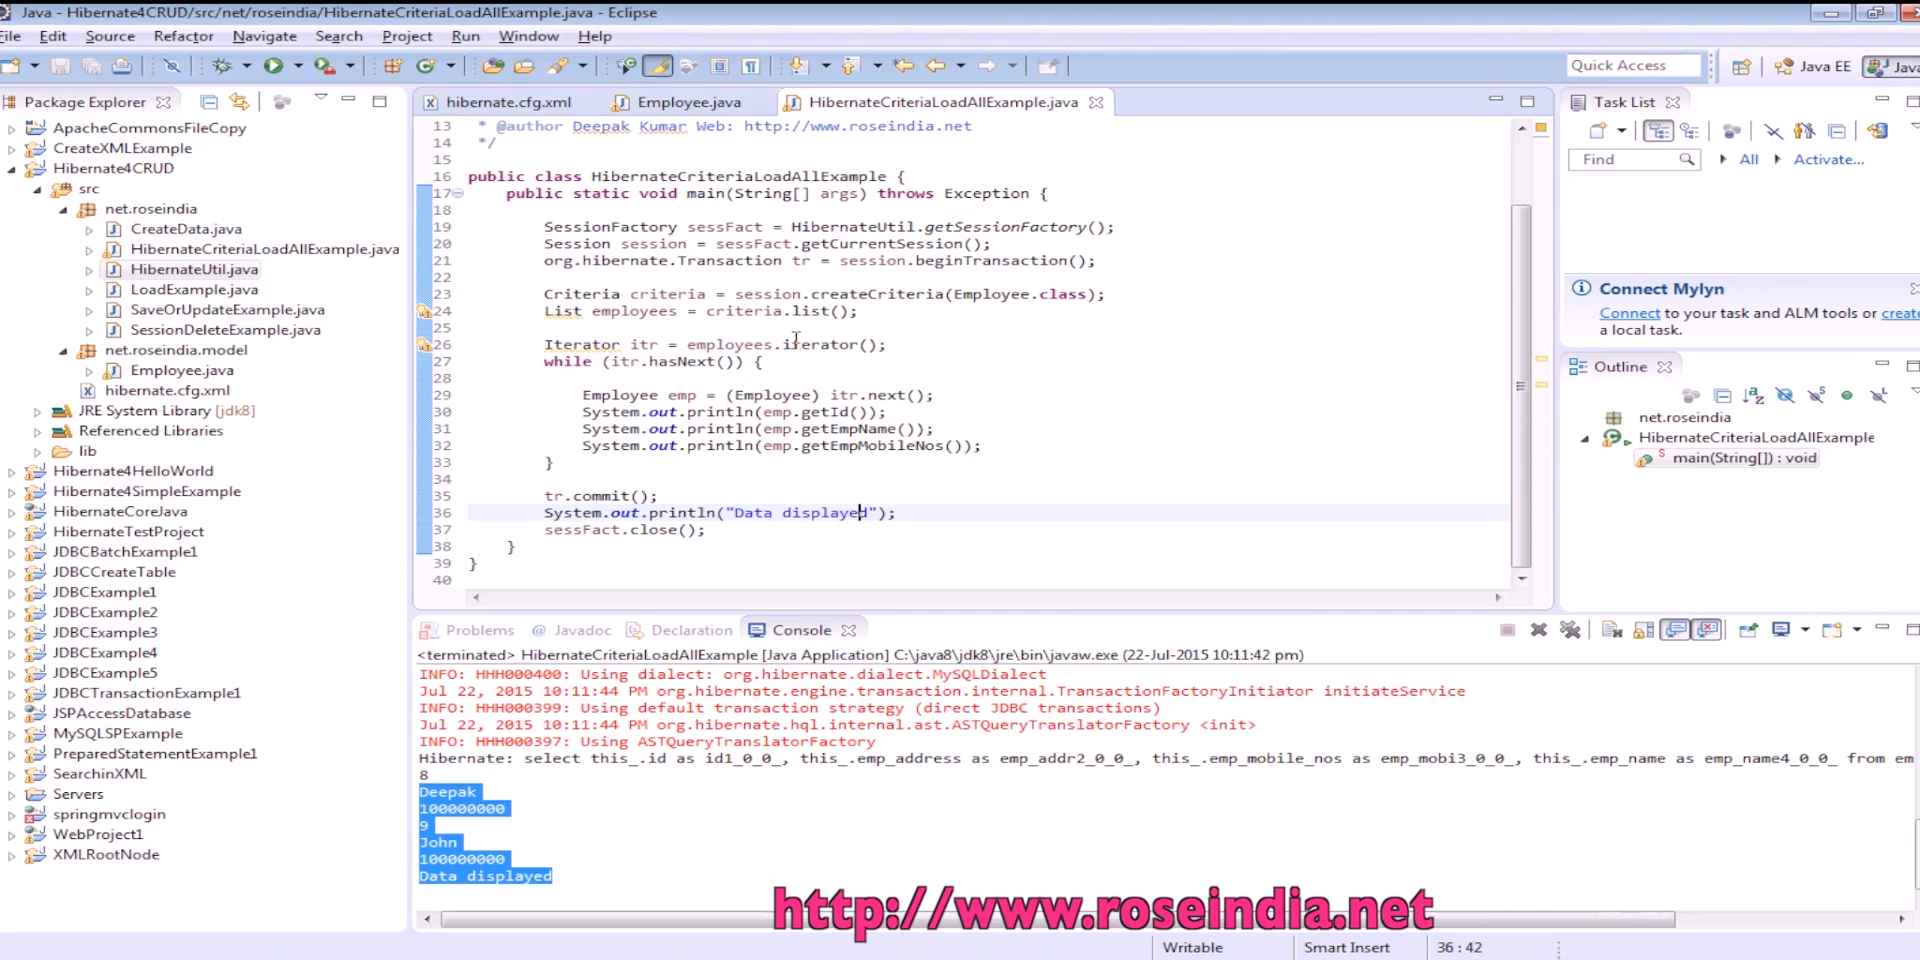 Java - Hibernate4CRUD/src/net/roseindia/HibernateCriteriaLoadAllExample.java - Eclipse
File Edit Source Refactor Navigate Search Project Run Window Help
Quick Access
Java EE
Java
Package Explorer
ApacheCommonsFileCopy
CreateXMLExample
Hibernate4CRUD
src
net.roseindia
CreateData.java
HibernateCriteriaLoadAllExample.java
HibernateUtil.java
LoadExample.java
SaveOrUpdateExample.java
SessionDeleteExample.java
net.roseindia.model
Employee.java
hibernate.cfg.xml
JRE System Library [jdk8]
Referenced Libraries
lib
Hibernate4HelloWorld
Hibernate4SimpleExample
HibernateCoreJava
HibernateTestProject
JDBCBatchExample1
JDBCCreateTable
JDBCExample1
JDBCExample2
JDBCExample3
JDBCExample4
JDBCExample5
JDBCTransactionExample1
JSPAccessDatabase
MySQLSPExample
PreparedStatementExample1
SearchinXML
Servers
springmvclogin
WebProject1
XMLRootNode
hibernate.cfg.xml Employee.java HibernateCriteriaLoadAllExample.java
13 * @author Deepak Kumar Web: http://www.roseindia.net
14 */
15
16 public class HibernateCriteriaLoadAllExample {
17 public static void main(String[] args) throws Exception {
18
19 SessionFactory sessFact = HibernateUtil.getSessionFactory();
20 Session session = sessFact.getCurrentSession();
21 org.hibernate.Transaction tr = session.beginTransaction();
22
23 Criteria criteria = session.createCriteria(Employee.class);
24 List employees = criteria.list();
25
26 Iterator itr = employees.iterator();
27 while (itr.hasNext()) {
28
29 Employee emp = (Employee) itr.next();
30 System.out.println(emp.getId());
31 System.out.println(emp.getEmpName());
32 System.out.println(emp.getEmpMobileNos());
33 }
34
35 tr.commit();
36 System.out.println("Data displayed");
37 sessFact.close();
38 }
39 }
40
Task List
Find All Activate...
Connect Mylyn
Connect to your task and ALM tools or create
a local task.
Outline
net.roseindia
HibernateCriteriaLoadAllExample
main(String[]) : void
Problems @ Javadoc Declaration Console
<terminated> HibernateCriteriaLoadAllExample [Java Application] C:\java8\jdk8\jre\bin\javaw.exe (22-Jul-2015 10:11:42 pm)
INFO: HHH000400: Using dialect: org.hibernate.dialect.MySQLDialect
Jul 22, 2015 10:11:44 PM org.hibernate.engine.transaction.internal.TransactionFactoryInitiator initiateService
INFO: HHH000399: Using default transaction strategy (direct JDBC transactions)
Jul 22, 2015 10:11:44 PM org.hibernate.hql.internal.ast.ASTQueryTranslatorFactory <init>
INFO: HHH000397: Using ASTQueryTranslatorFactory
Hibernate: select this_.id as id1_0_0_, this_.emp_address as emp_addr2_0_0_, this_.emp_mobile_nos as emp_mobi3_0_0_, this_.emp_name as emp_name4_0_0_ from em
8
Deepak
100000000
9
John
100000000
Data displayed
http://www.roseindia.net
Writable Smart Insert 36 : 42